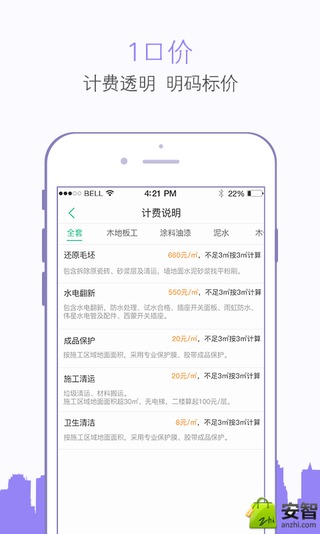 1口价
计费透明 明码标价
BELL 4:21 PM 22%
计费说明
全套 木地板工 涂料油漆 泥水 木
还原毛坯 660元/㎡，不足3㎡按3㎡计算
包含拆除原瓷砖、砂浆层及清运，墙地面水泥砂浆找平粉刷。
水电翻新 550元/㎡，不足3㎡按3㎡计算
包含水电翻新、防水处理、试水合格、插座开关面板、雨虹防水、
伟星水电管及配件、西蒙开关插座。
成品保护 20元/㎡，不足3㎡按3㎡计算
按施工区域地面面积，采用专业保护膜、胶带成品保护。
施工清运 20元/㎡，不足3㎡按3㎡计算
垃圾清运、材料搬运。
施工区域地面面积超30㎡，无电梯，二楼算起加100元/层。
卫生清洁 8元/㎡，不足3㎡按3㎡计算
按施工区域地面面积，采用专业保护膜、胶带成品保护。
zhi
安智
anzhi.com